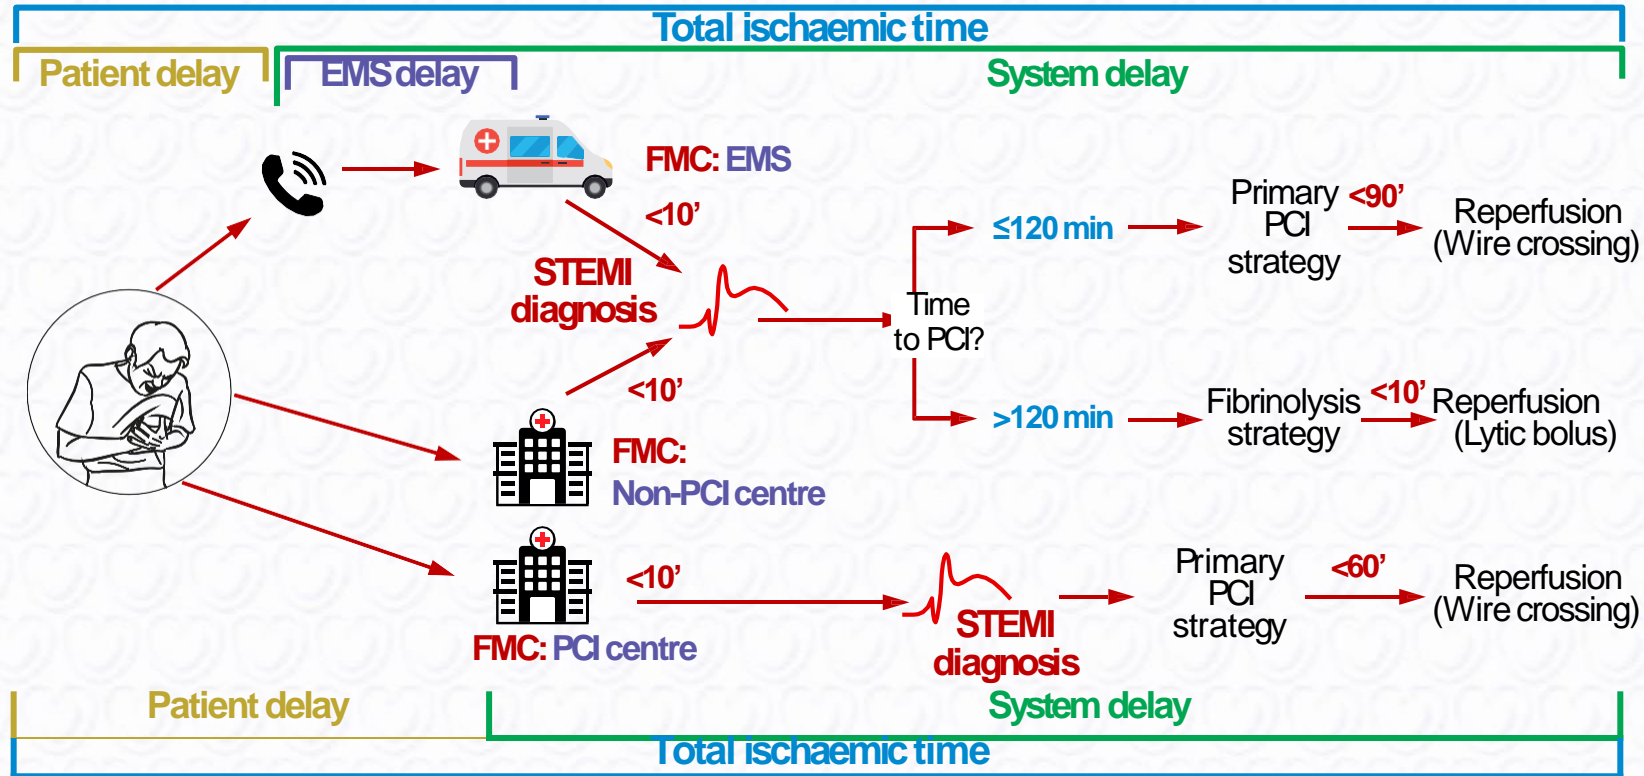 Total ischaemic time
Patient delay
EMS delay
System delay
FMC: EMS
<10’
STEMI
diagnosis
<10’
FMC:
Non-PCI centre
Time
to PCI?
≤120 min
Primary
PCI
strategy
<90’
Reperfusion
(Wire crossing)
>120 min
Fibrinolysis
strategy
<10’
Reperfusion
(Lytic bolus)
FMC: PCI centre
<10’
STEMI
diagnosis
Primary
PCI
strategy
<60’
Reperfusion
(Wire crossing)
Patient delay
System delay
Total ischaemic time